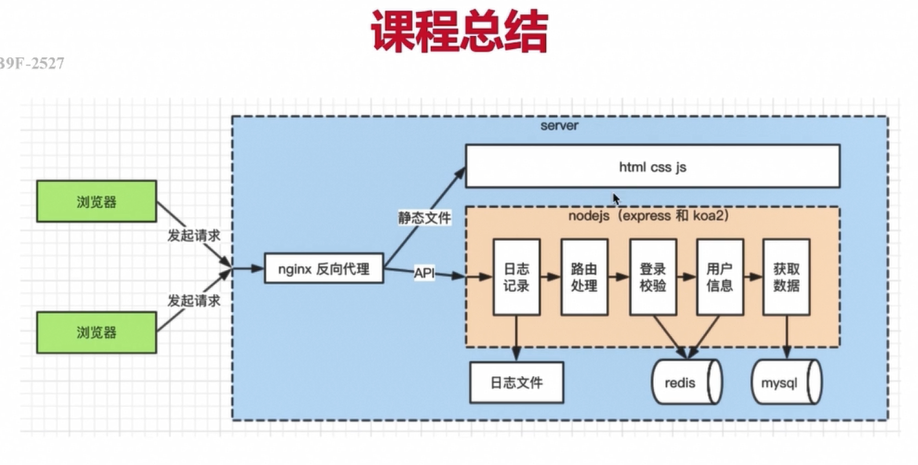 课程总结
39F-2527
server
html css js
nodejs（express 和 koa2）
浏览器
发起请求
静态文件
nginx 反向代理
API
日志
记录
路由
处理
登录
校验
用户
信息
获取
数据
发起请求
浏览器
日志文件
redis
mysql